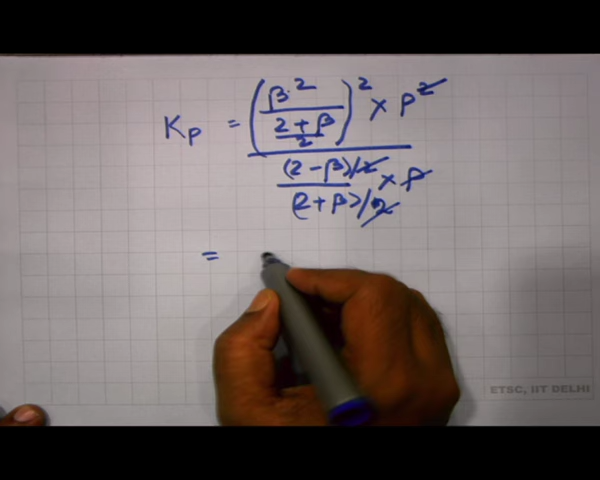 Kp = (β·2 / (2+β)/2)² × P²
/ ((2-β)/2 / (2+β)/2) × P
=
ETSC, IIT DELHI